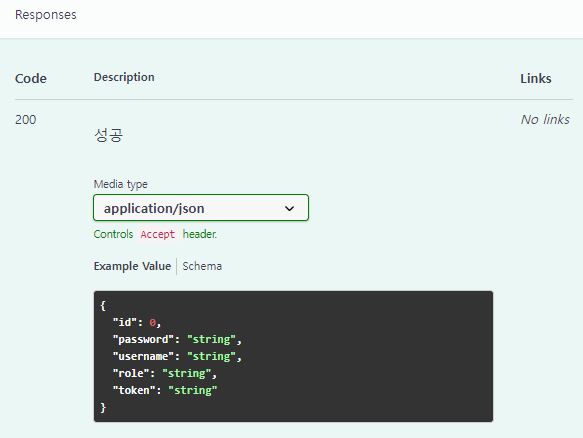 Responses
Code Description Links
200 성공 No links
Media type
application/json
Controls Accept header.
Example Value Schema
{
"id": 0,
"password": "string",
"username": "string",
"role": "string",
"token": "string"
}